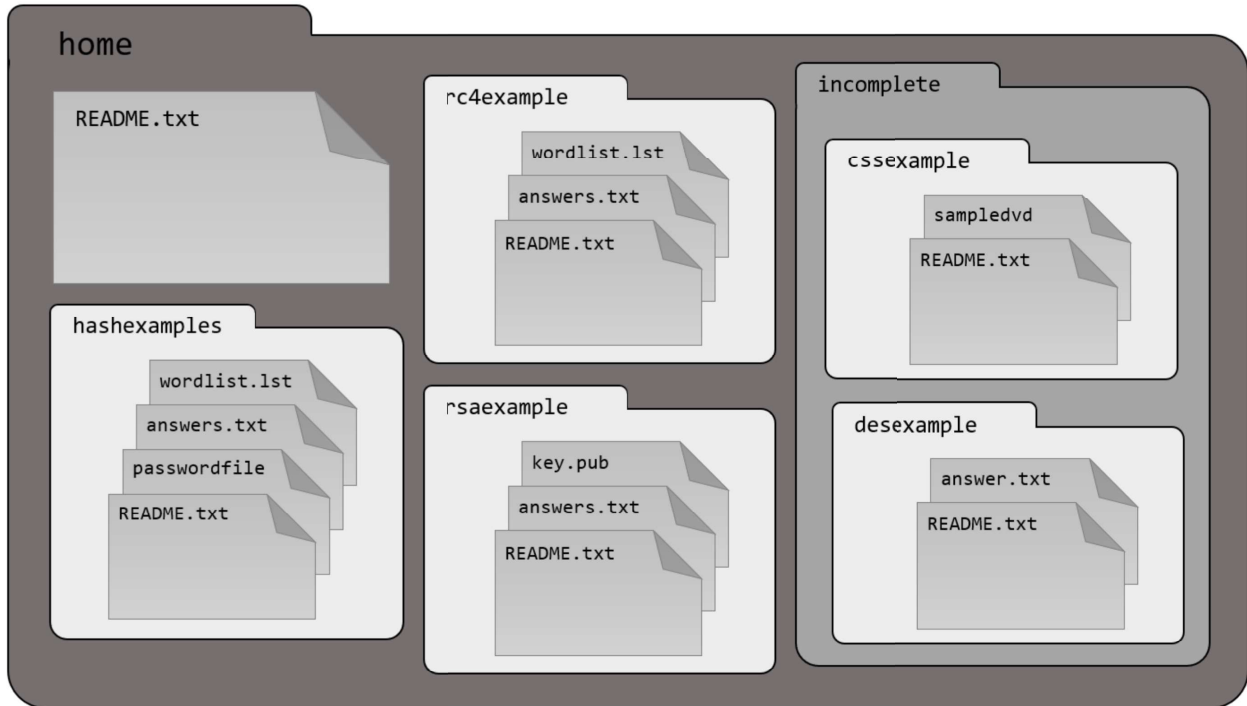 home
README.txt
hashexamples
wordlist.lst
answers.txt
passwordfile
README.txt
rc4example
wordlist.lst
answers.txt
README.txt
rsaexample
key.pub
answers.txt
README.txt
incomplete
cssexample
sampledvd
README.txt
desexample
answer.txt
README.txt